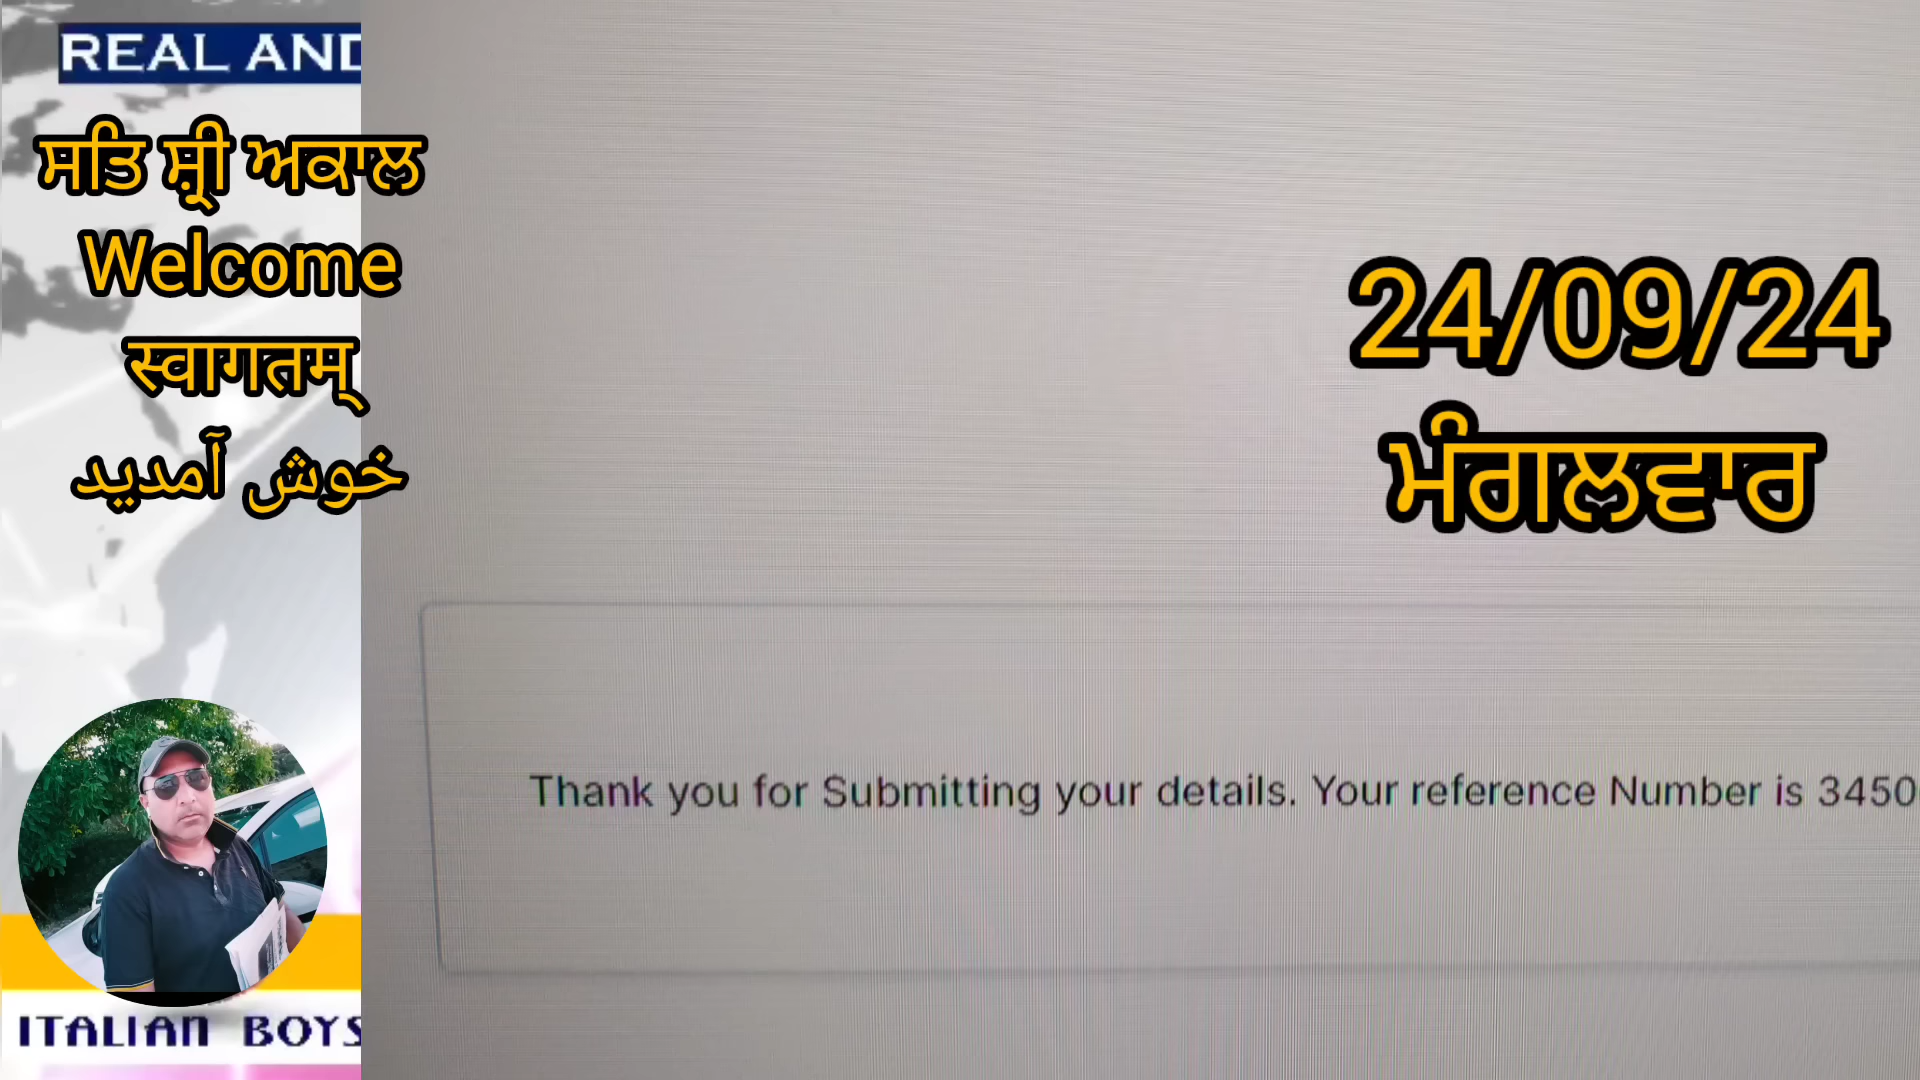 REAL AND
ਸਤਿ ਸ਼੍ਰੀ ਅਕਾਲ
Welcome
स्वागतम्
خوش آمدید
24/09/24
ਮੰਗਲਵਾਰ
Thank you for Submitting your details. Your reference Number is 3450
ITALIAN BOYS